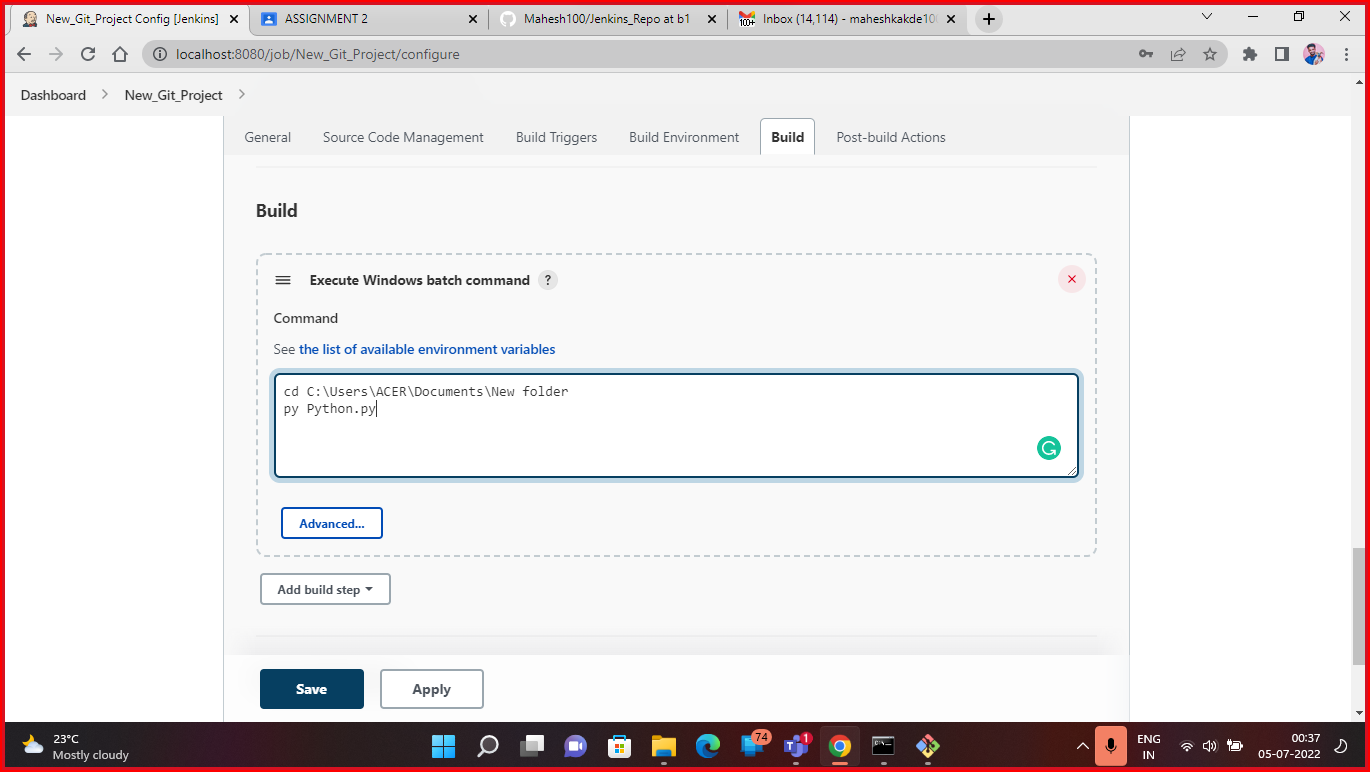 New_Git_Project Config [Jenkins]
ASSIGNMENT 2
Mahesh100/Jenkins_Repo at b1
Inbox (14,114) - maheshkakde10
localhost:8080/job/New_Git_Project/configure
Dashboard
New_Git_Project
General
Source Code Management
Build Triggers
Build Environment
Build
Post-build Actions
Build
Execute Windows batch command
?
Command
See the list of available environment variables
cd C:\Users\ACER\Documents\New folder
py Python.py
Advanced...
Add build step
Save
Apply
23°C
Mostly cloudy
74
1
ENG
IN
00:37
05-07-2022